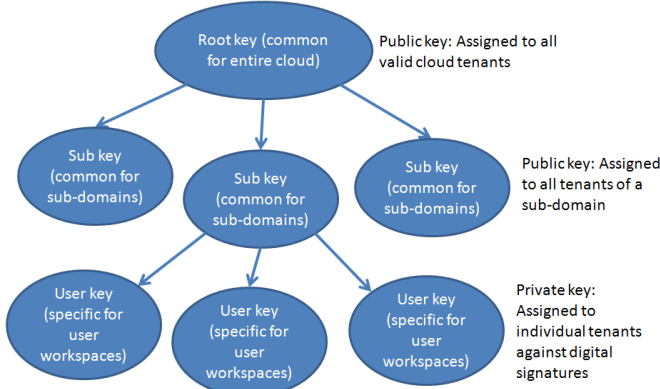 Root key (common
for entire cloud)
Public key: Assigned to all
valid cloud tenants
Sub key
(common for
sub-domains)
Sub key
(common for
sub-domains)
Sub key
(common for
sub-domains)
Public key: Assigned
to all tenants of a
sub-domain
User key
(specific for
user
workspaces)
User key
(specific for
user
workspaces)
User key
(specific for
user
workspaces)
Private key:
Assigned to
individual tenants
against digital
signatures